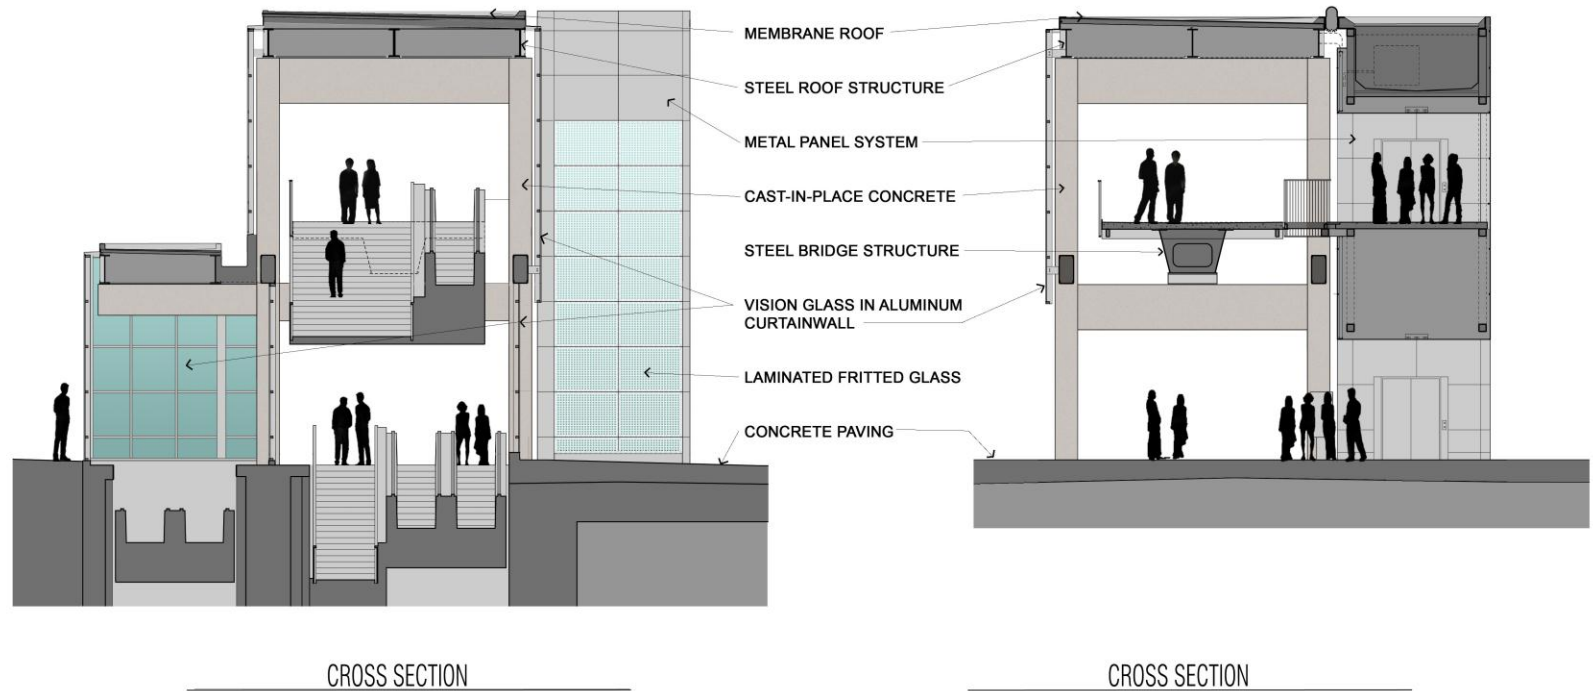 MEMBRANE ROOF
STEEL ROOF STRUCTURE
METAL PANEL SYSTEM
CAST-IN-PLACE CONCRETE
STEEL BRIDGE STRUCTURE
VISION GLASS IN ALUMINUM
CURTAINWALL
LAMINATED FRITTED GLASS
CONCRETE PAVING
CROSS SECTION
CROSS SECTION